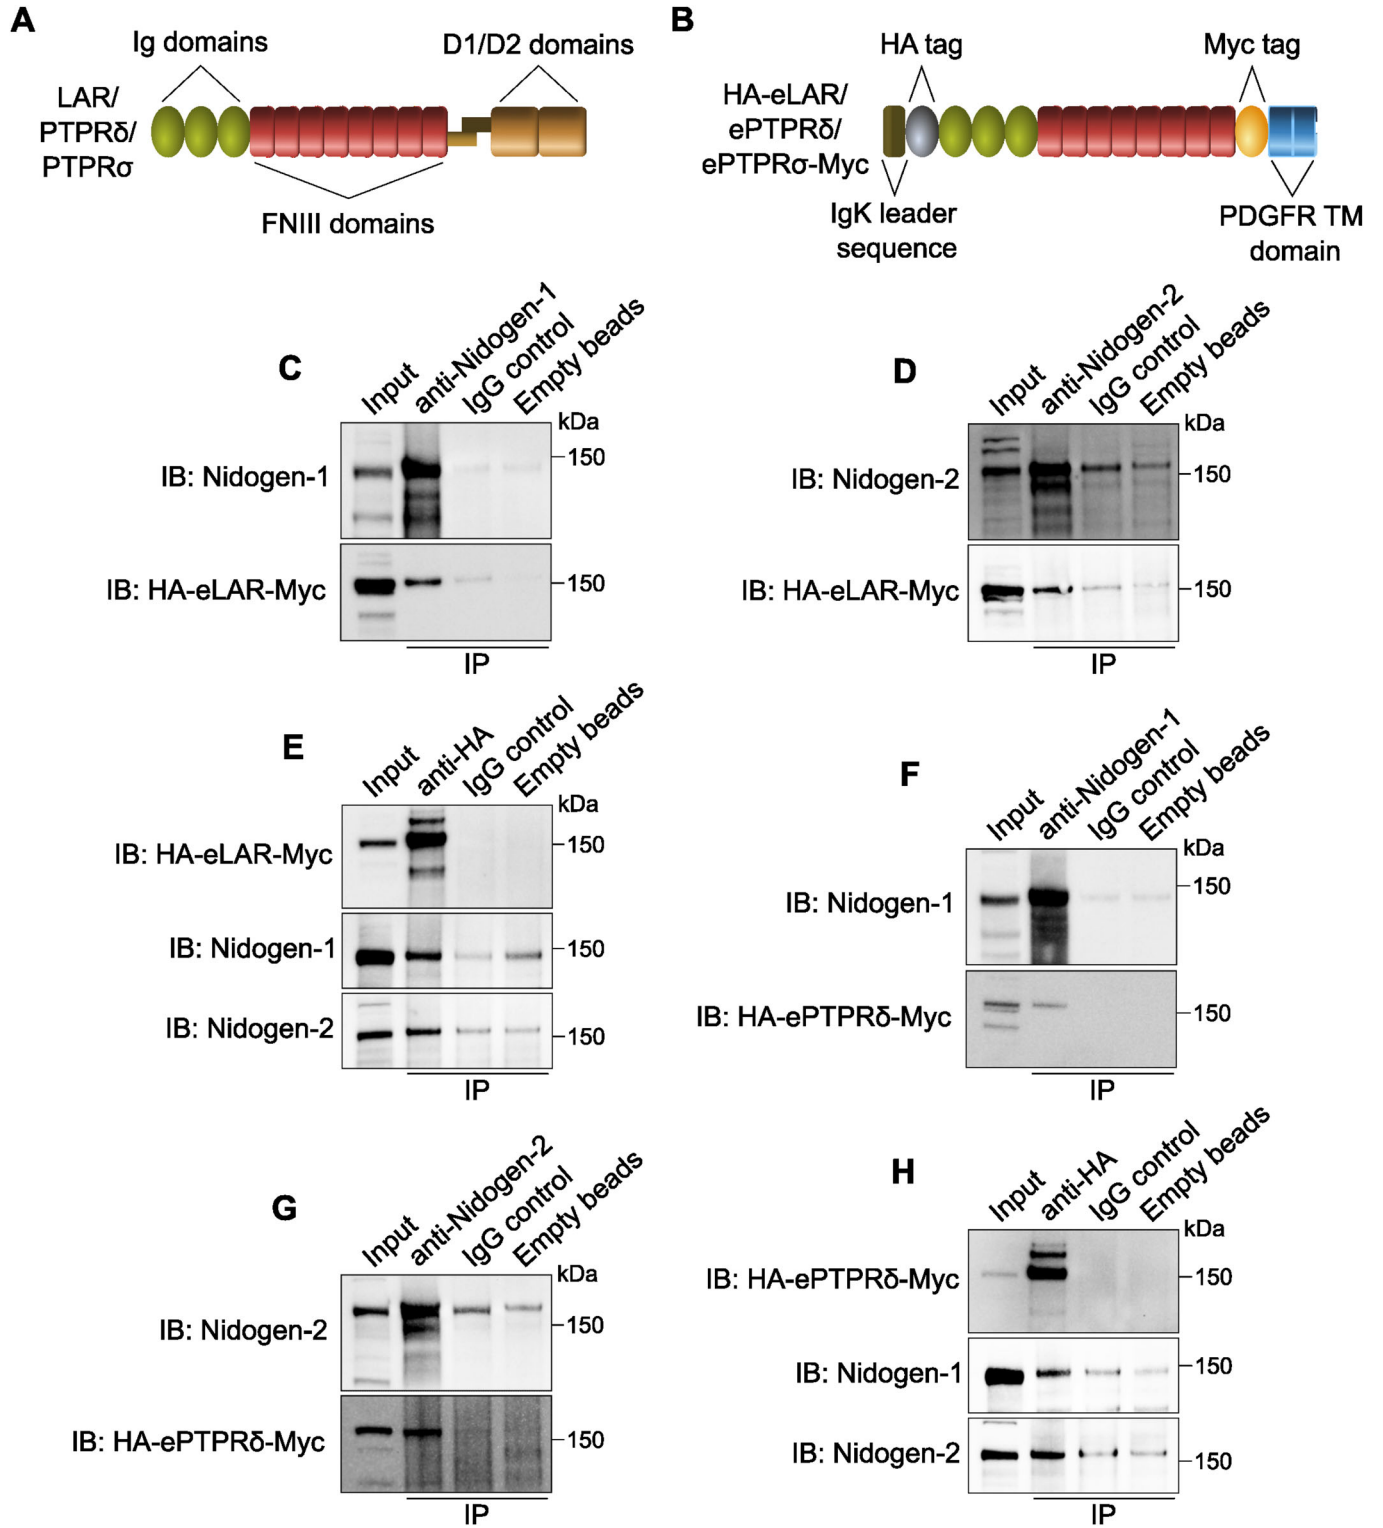 A
Ig domains
D1/D2 domains
LAR/
PTPRδ/
PTPRσ
FNIII domains
B
HA tag
Myc tag
HA-eLAR/
ePTPRδ/
ePTPRσ-Myc
IgK leader
sequence
PDGFR TM
domain
C
Input
anti-Nidogen-1
IgG control
Empty beads
kDa
IB: Nidogen-1
150
IB: HA-eLAR-Myc
150
IP
D
Input
anti-Nidogen-2
IgG control
Empty beads
kDa
IB: Nidogen-2
150
IB: HA-eLAR-Myc
150
IP
E
Input
anti-HA
IgG control
Empty beads
kDa
IB: HA-eLAR-Myc
150
IB: Nidogen-1
150
IB: Nidogen-2
150
IP
F
Input
anti-Nidogen-1
IgG control
Empty beads
kDa
IB: Nidogen-1
150
IB: HA-ePTPRδ-Myc
150
IP
G
Input
anti-Nidogen-2
IgG control
Empty beads
kDa
IB: Nidogen-2
150
IB: HA-ePTPRδ-Myc
150
IP
H
Input
anti-HA
IgG control
Empty beads
kDa
IB: HA-ePTPRδ-Myc
150
IB: Nidogen-1
150
IB: Nidogen-2
150
IP